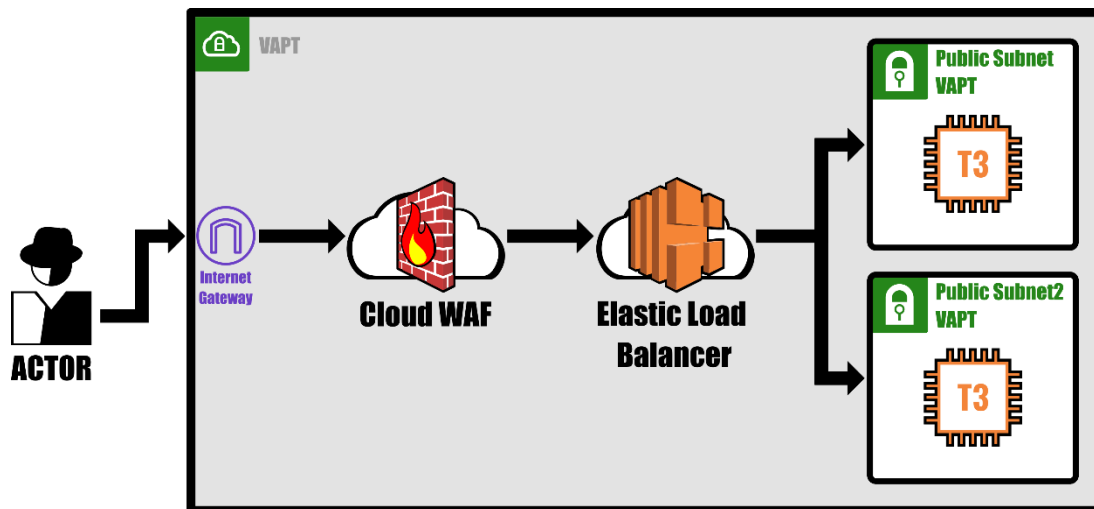 VAPT
Public Subnet
VAPT
T3
Internet
Gateway
Cloud WAF
Elastic Load
Balancer
ACTOR
Public Subnet2
VAPT
T3